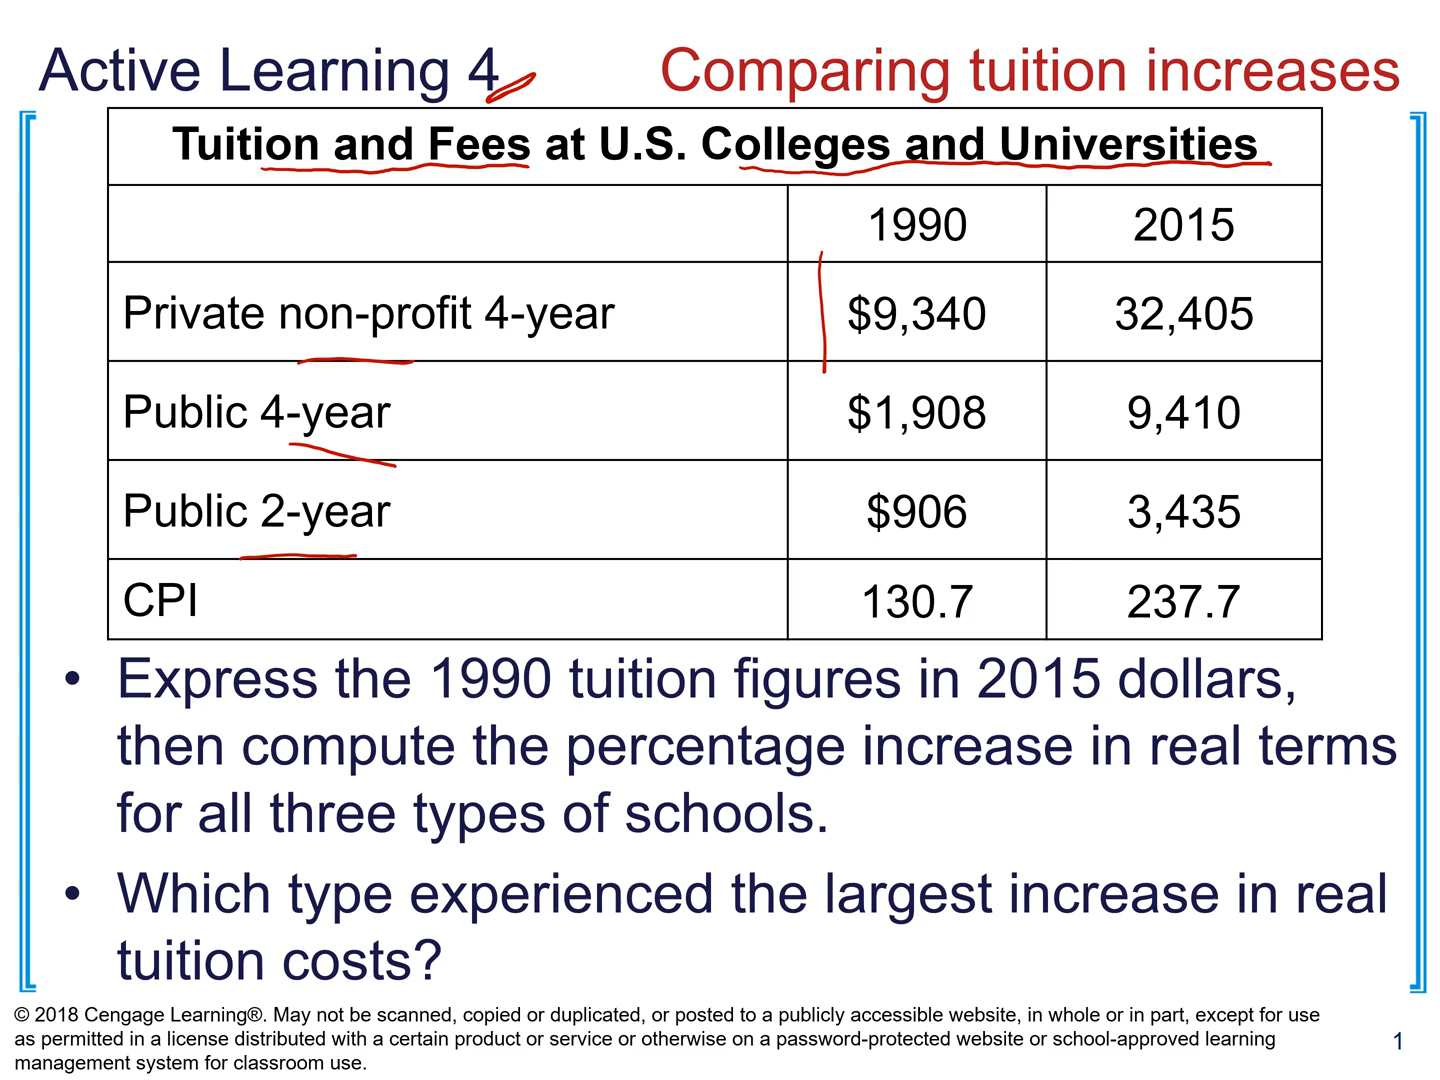 Active Learning 4 Comparing tuition increases
Tuition and Fees at U.S. Colleges and Universities
1990 2015
Private non-profit 4-year $9,340 32,405
Public 4-year $1,908 9,410
Public 2-year $906 3,435
CPI 130.7 237.7
• Express the 1990 tuition figures in 2015 dollars,
then compute the percentage increase in real terms
for all three types of schools.
• Which type experienced the largest increase in real
tuition costs?
© 2018 Cengage Learning®. May not be scanned, copied or duplicated, or posted to a publicly accessible website, in whole or in part, except for use
as permitted in a license distributed with a certain product or service or otherwise on a password-protected website or school-approved learning
management system for classroom use.
1